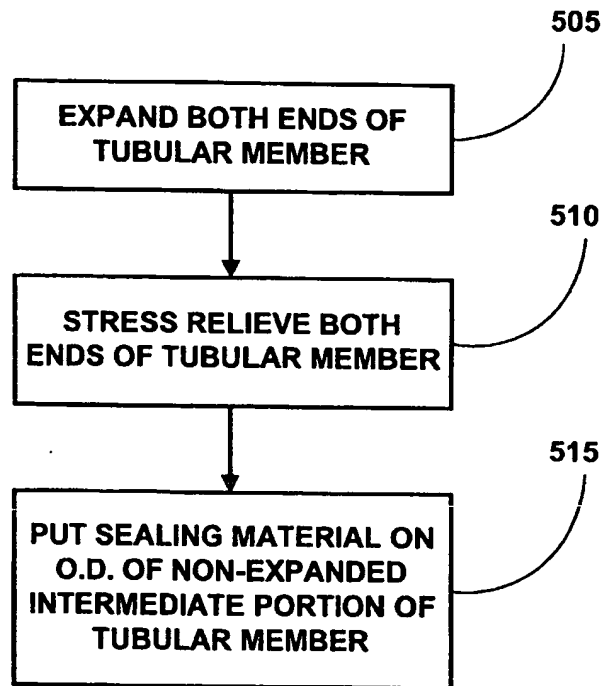 505
EXPAND BOTH ENDS OF
TUBULAR MEMBER
510
STRESS RELIEVE BOTH
ENDS OF TUBULAR MEMBER
515
PUT SEALING MATERIAL ON
O.D. OF NON-EXPANDED
INTERMEDIATE PORTION OF
TUBULAR MEMBER